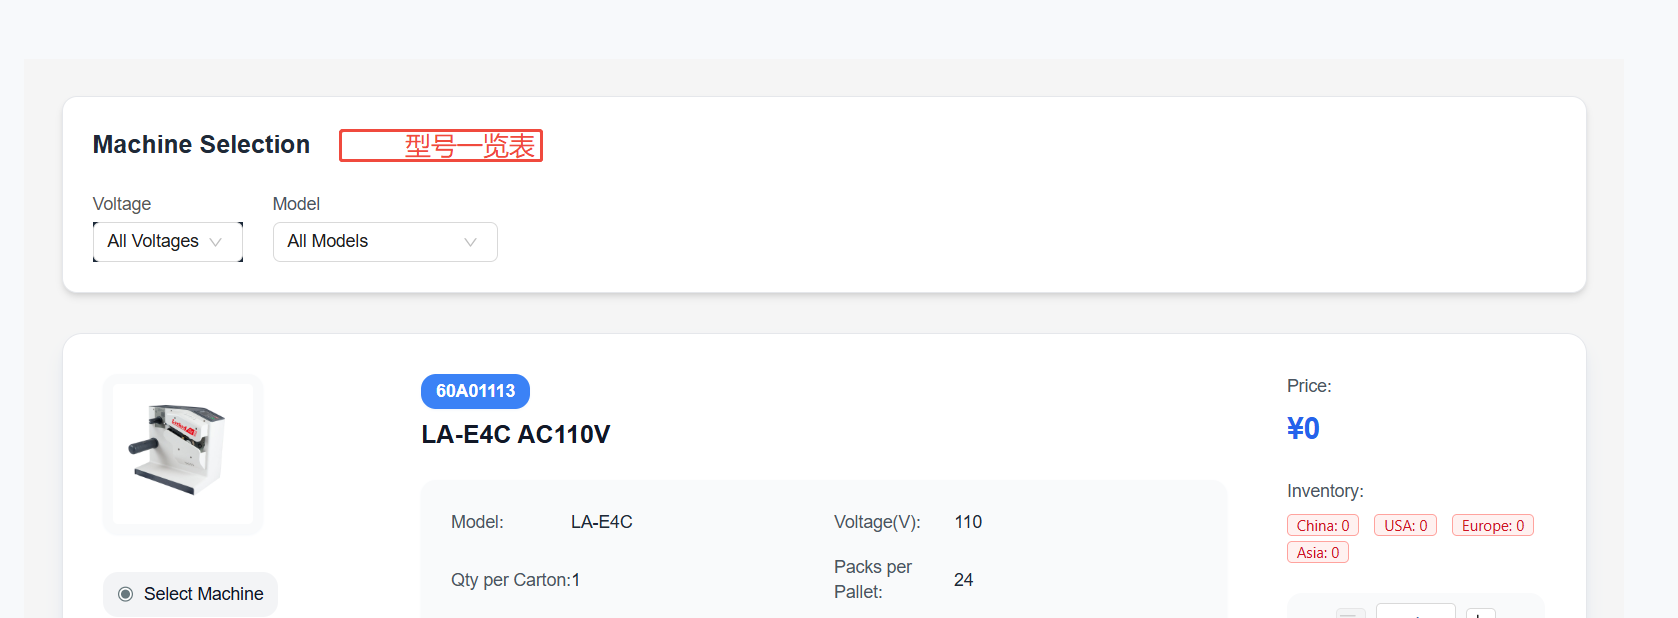 Machine Selection
型号一览表
Voltage
Model
All Voltages
All Models
60A01113
LA-E4C AC110V
Price:
¥0
Model:
LA-E4C
Voltage(V):
110
Inventory:
China: 0
USA: 0
Europe: 0
Asia: 0
Qty per Carton:
1
Packs per
Pallet:
24
Select Machine